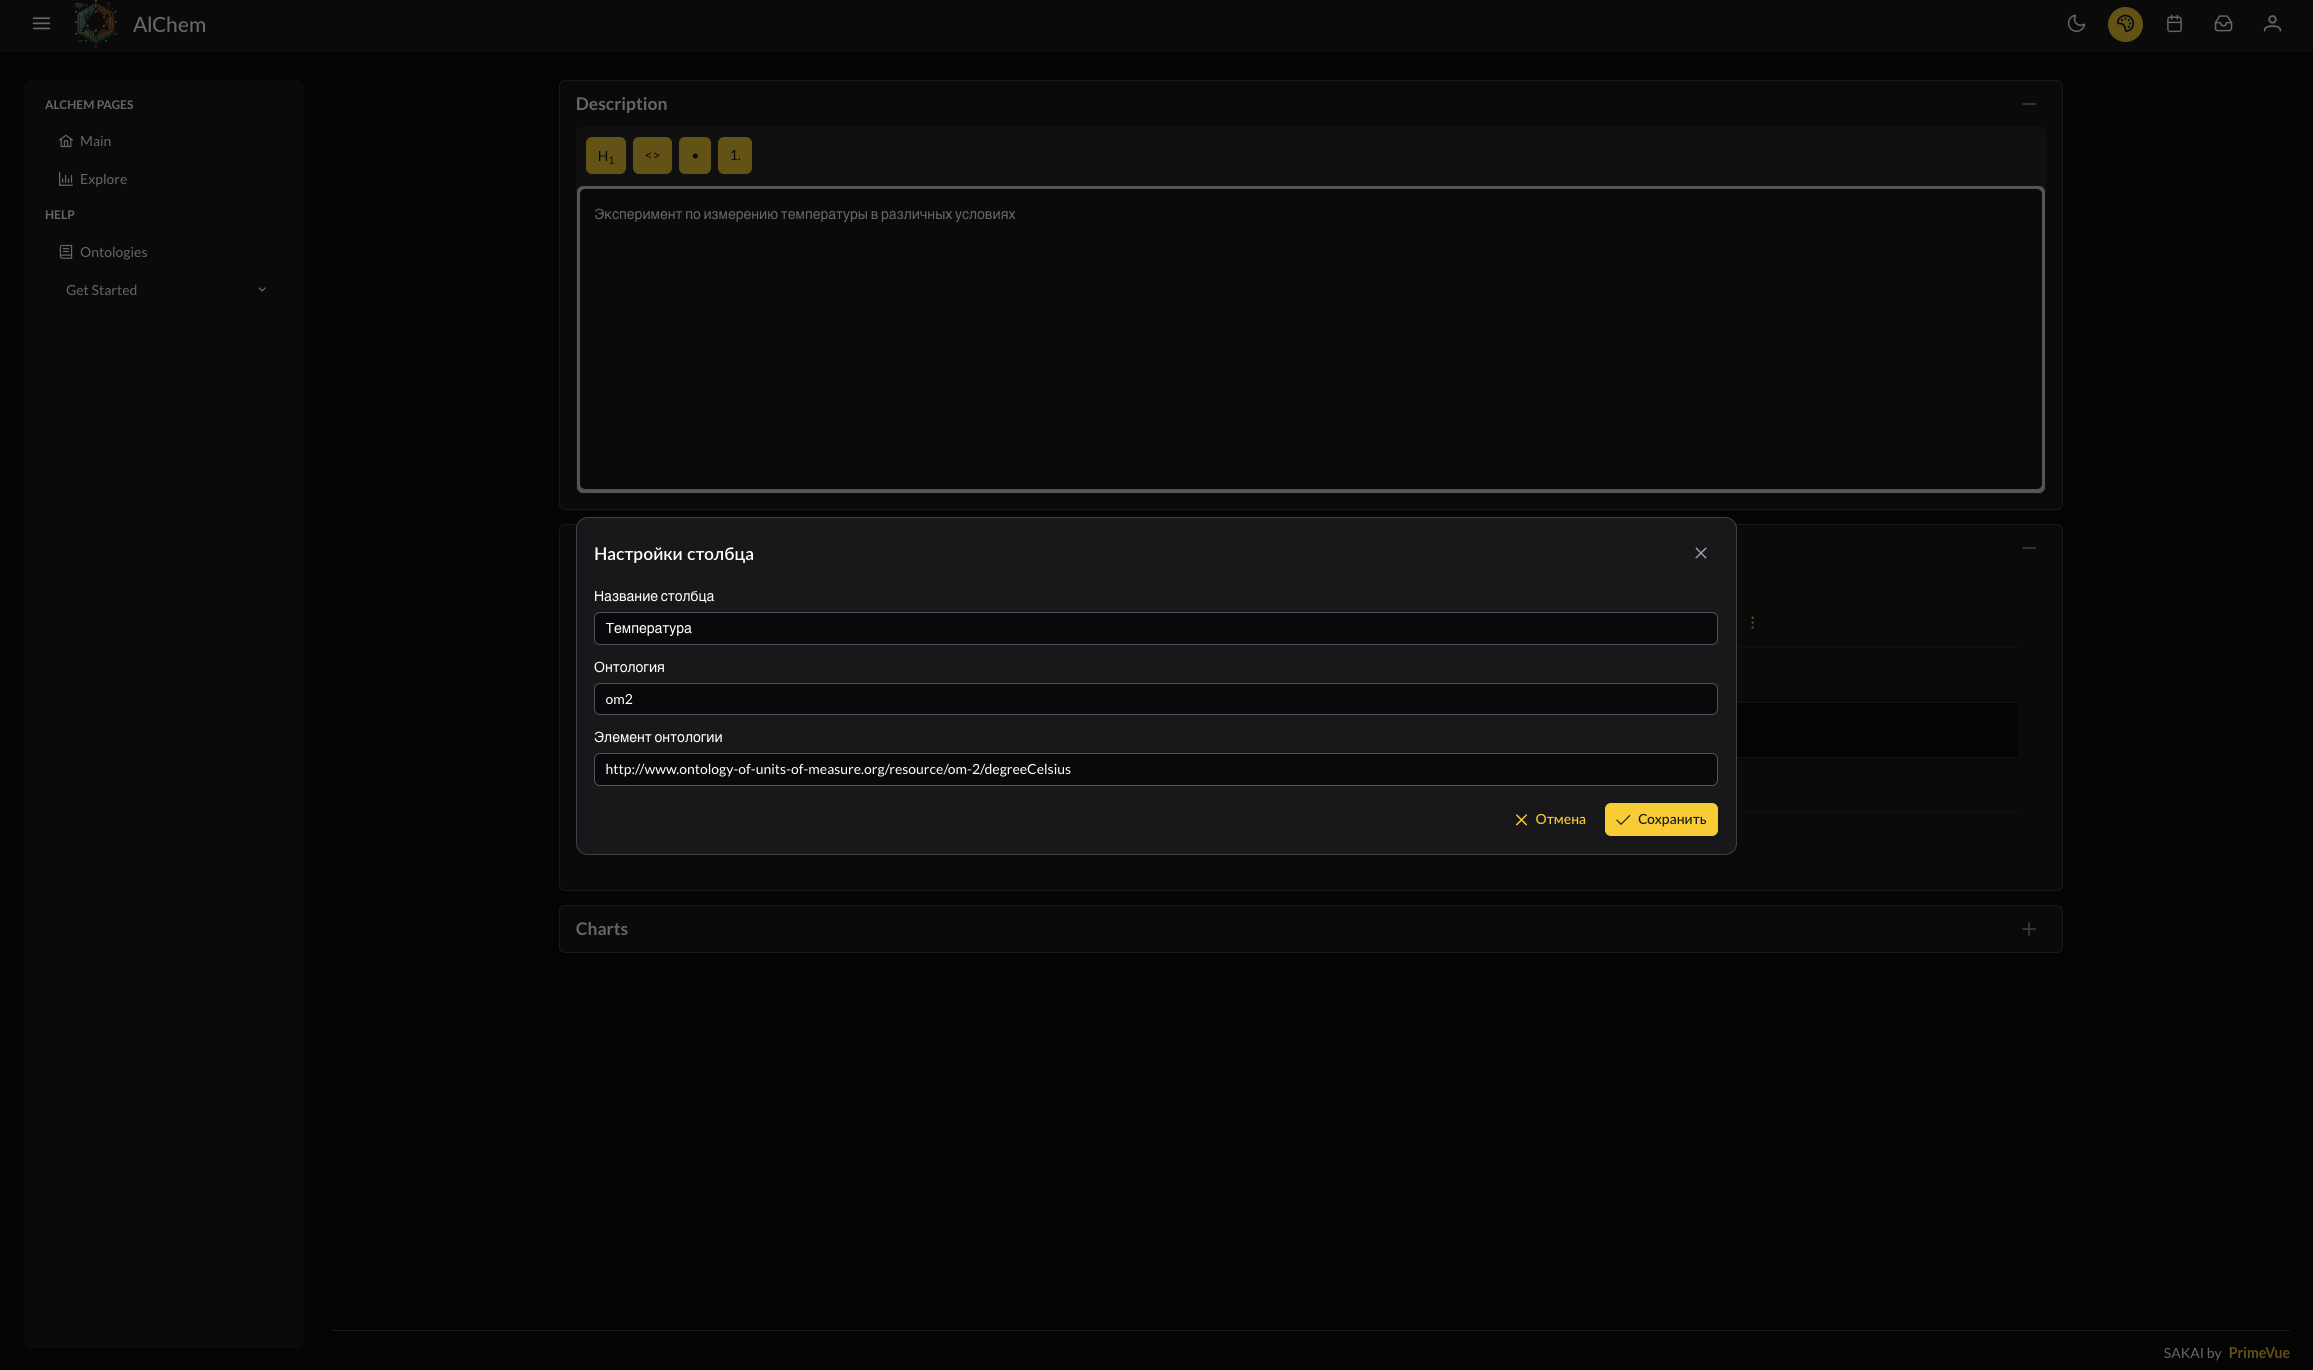 AlChem
ALCHEM PAGES
Main
Explore
HELP
Ontologies
Get Started
Description
H1
<>
•
1.
Эксперимент по измерению температуры в различных условиях
Настройки столбца
Название столбца
Температура
Онтология
om2
Элемент онтологии
http://www.ontology-of-units-of-measure.org/resource/om-2/degreeCelsius
Отмена
Сохранить
Charts
SAKAI by PrimeVue